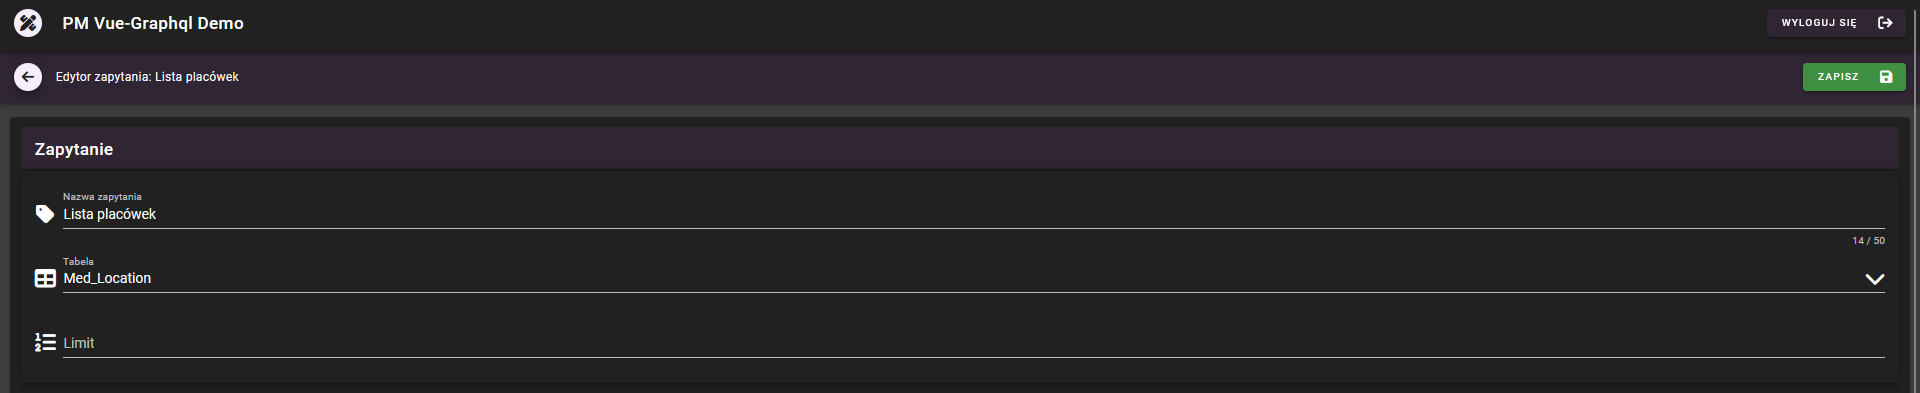 PM Vue-Graphql Demo
WYLOGUJ SIĘ
Edytor zapytania: Lista placówek
ZAPISZ
Zapytanie
Nazwa zapytania
Lista placówek
14 / 50
Tabela
Med_Location
Limit